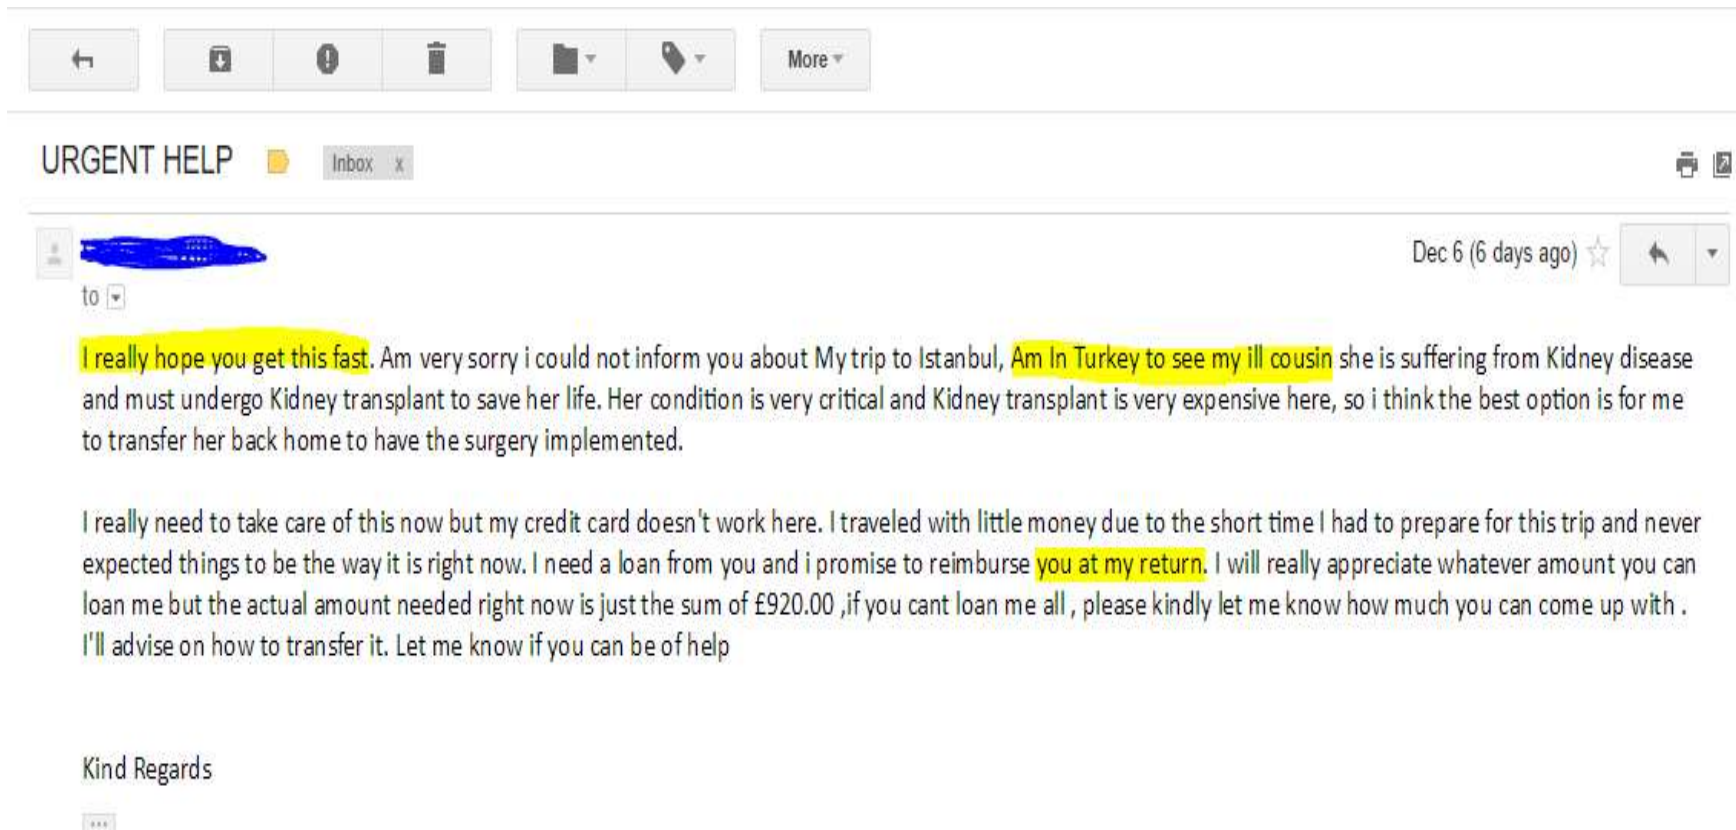 More
URGENT HELP Inbox x
Dec 6 (6 days ago)
to
I really hope you get this fast. Am very sorry i could not inform you about My trip to Istanbul, Am In Turkey to see my ill cousin she is suffering from Kidney disease
and must undergo Kidney transplant to save her life. Her condition is very critical and Kidney transplant is very expensive here, so i think the best option is for me
to transfer her back home to have the surgery implemented.
I really need to take care of this now but my credit card doesn't work here. I traveled with little money due to the short time I had to prepare for this trip and never
expected things to be the way it is right now. I need a loan from you and i promise to reimburse you at my return. I will really appreciate whatever amount you can
loan me but the actual amount needed right now is just the sum of £920.00 ,if you cant loan me all , please kindly let me know how much you can come up with .
I'll advise on how to transfer it. Let me know if you can be of help
Kind Regards
...